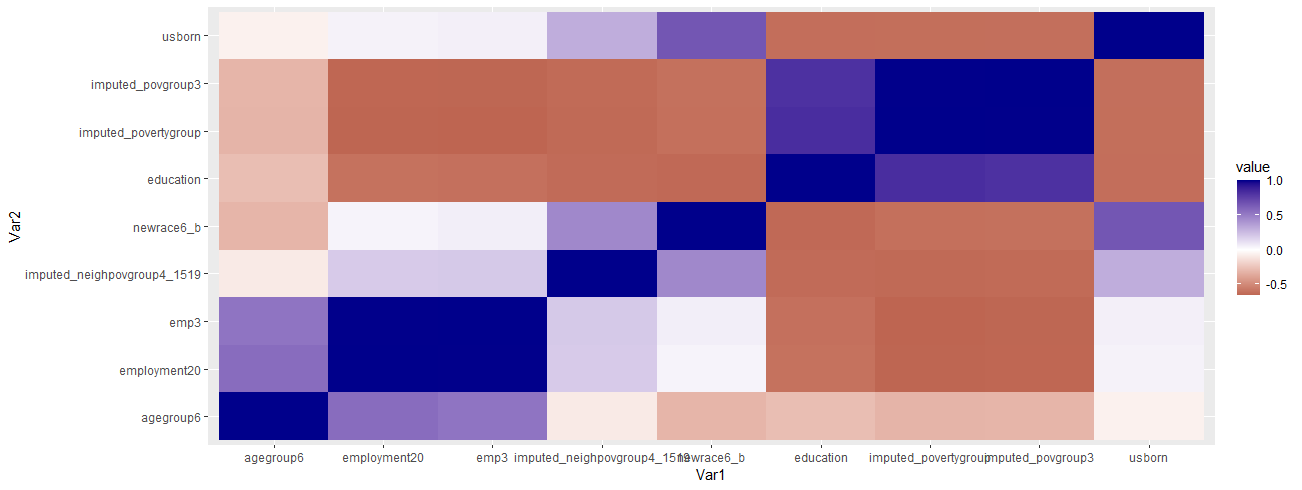 usborn
imputed_povgroup3
imputed_povertygroup
education
newrace6_b
imputed_neighpovgroup4_1519
emp3
employment20
agegroup6
Var2
agegroup6
employment20
emp3
imputed_neighpovgroup4_1519
newrace6_b
education
imputed_povertygroup
imputed_povgroup3
usborn
Var1
value
1.0
0.5
0.0
-0.5